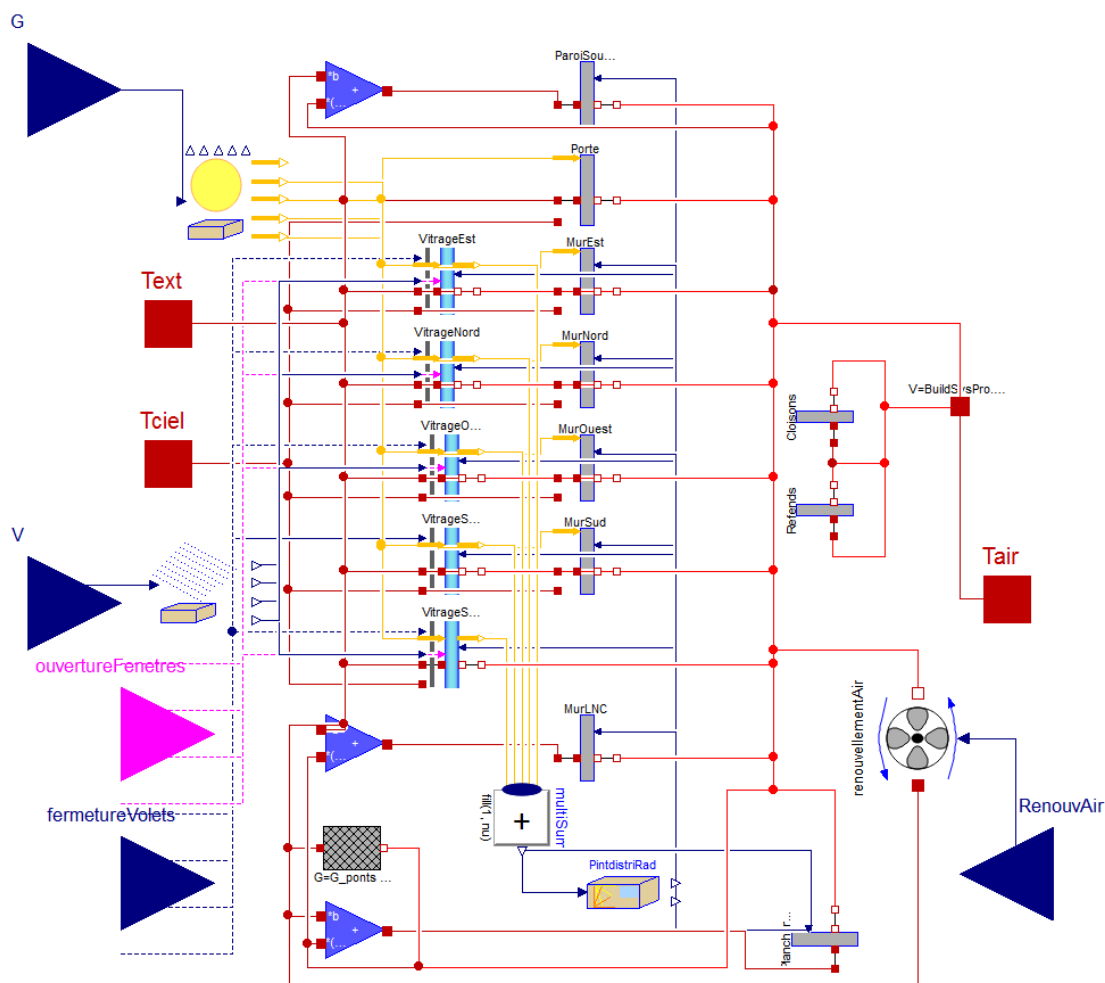 G
*b
+
*(...
ParoiSou...
Porte
VitrageEst
MurEst
Text
VitrageNord
MurNord
V=BuildSysPro....
Cloisons
Tciel
VitrageO...
MurOuest
Refends
V
VitrageS...
MurSud
Tair
VitrageS...
ouvertureFenetres
MurLNC
+
*(...
renouvellementAir
fermetureVolets
+
fill(1, nu)
multiSum
RenouvAir
PintdistriRad
G=G_ponts ...
*b
+
*(...